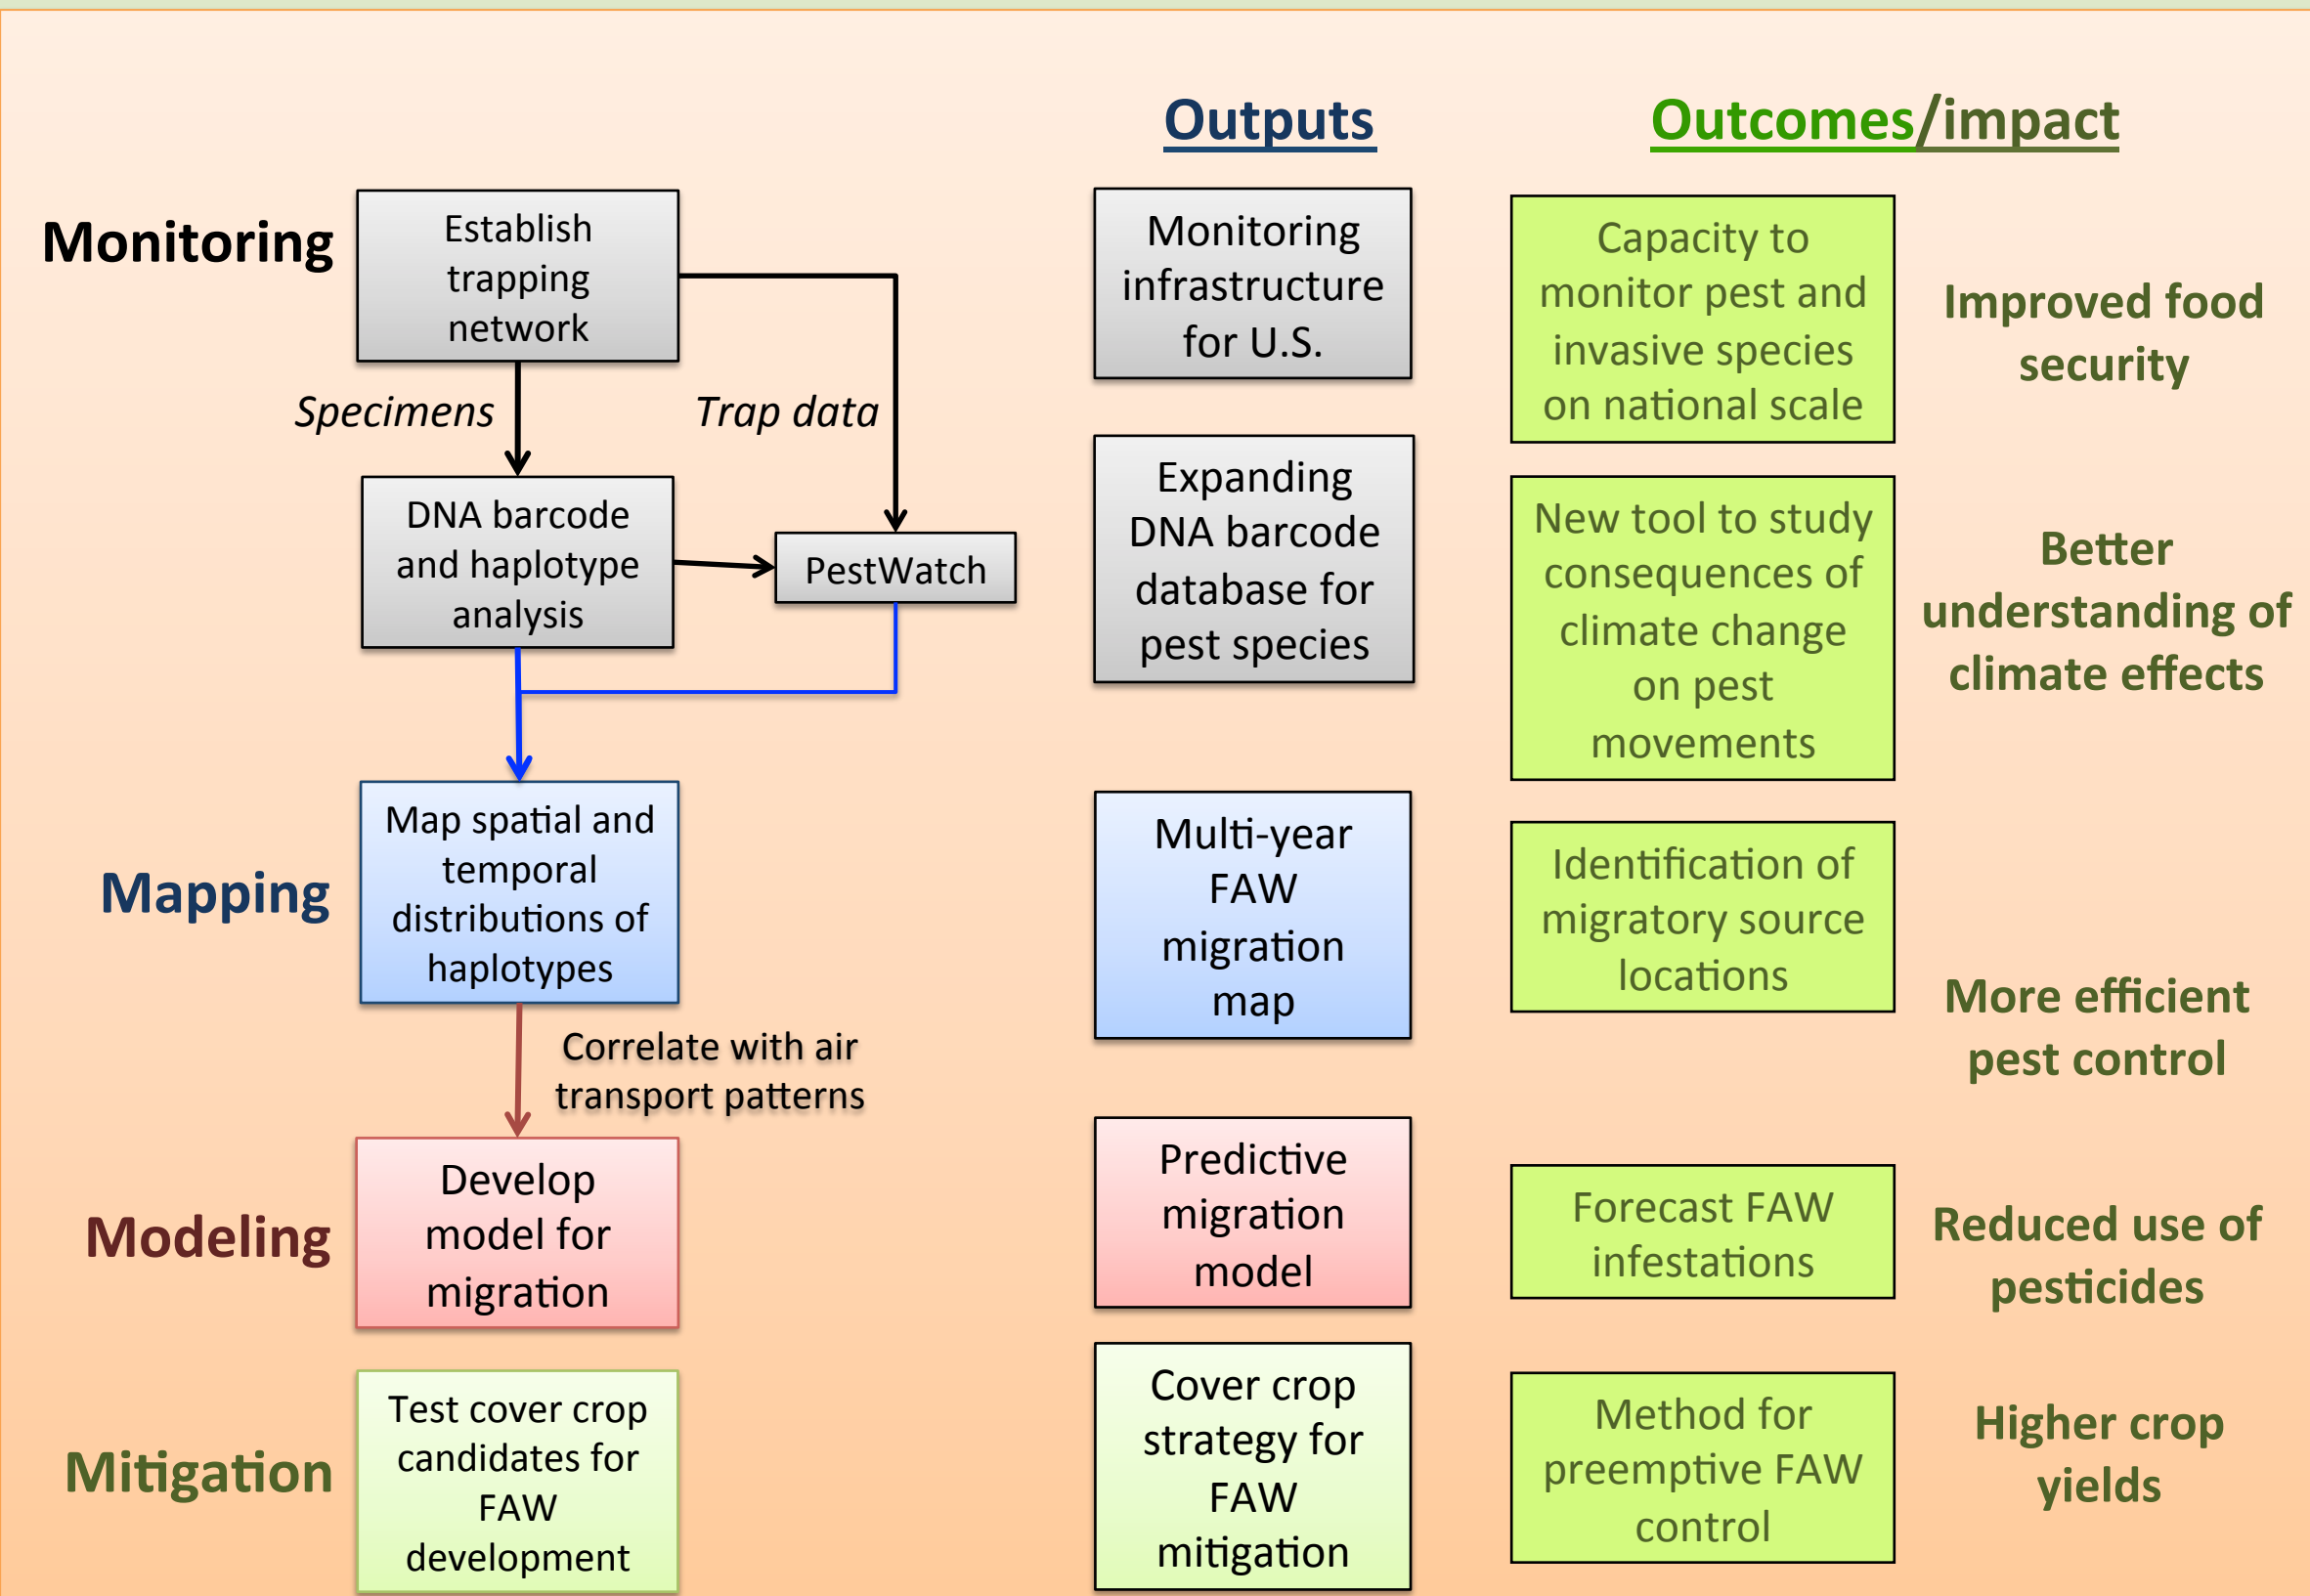 Outputs
Outcomes/impact
Monitoring
Establish
trapping
network
Specimens
Trap data
DNA barcode
and haplotype
analysis
PestWatch
Monitoring
infrastructure
for U.S.
Expanding
DNA barcode
database for
pest species
Capacity to
monitor pest and
invasive species
on national scale
New tool to study
consequences of
climate change
on pest
movements
Improved food
security
Better
understanding of
climate effects
Mapping
Map spatial and
temporal
distributions of
haplotypes
Correlate with air
transport patterns
Multi-year
FAW
migration
map
Identification of
migratory source
locations
More efficient
pest control
Modeling
Develop
model for
migration
Predictive
migration
model
Forecast FAW
infestations
Reduced use of
pesticides
Mitigation
Test cover crop
candidates for
FAW
development
Cover crop
strategy for
FAW
mitigation
Method for
preemptive FAW
control
Higher crop
yields